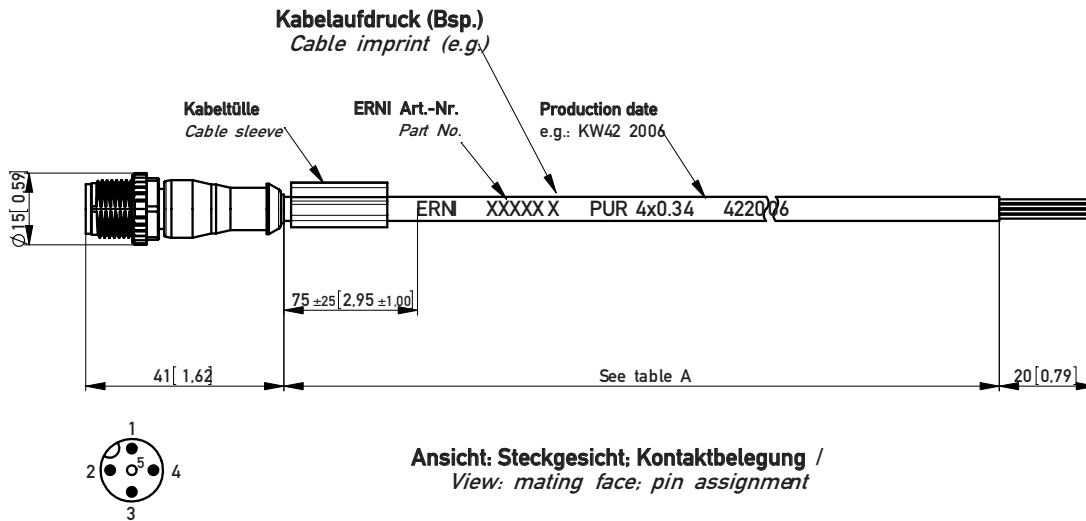 Kabelaufdruck (Bsp.)
Cable imprint (e.g.)
Kabeltülle
Cable sleeve
ERNI Art.-Nr.
Part No.
Production date
e.g.: KW42 2006
Ø15[0,59]
ERNI XXXXXX PUR 4x0.34 422006
75 ±25[2,95 ±1,00]
41[1,62]
See table A
20[0,79]
1
2
5
4
3
Ansicht: Steckgesicht; Kontaktbelegung /
View: mating face; pin assignment